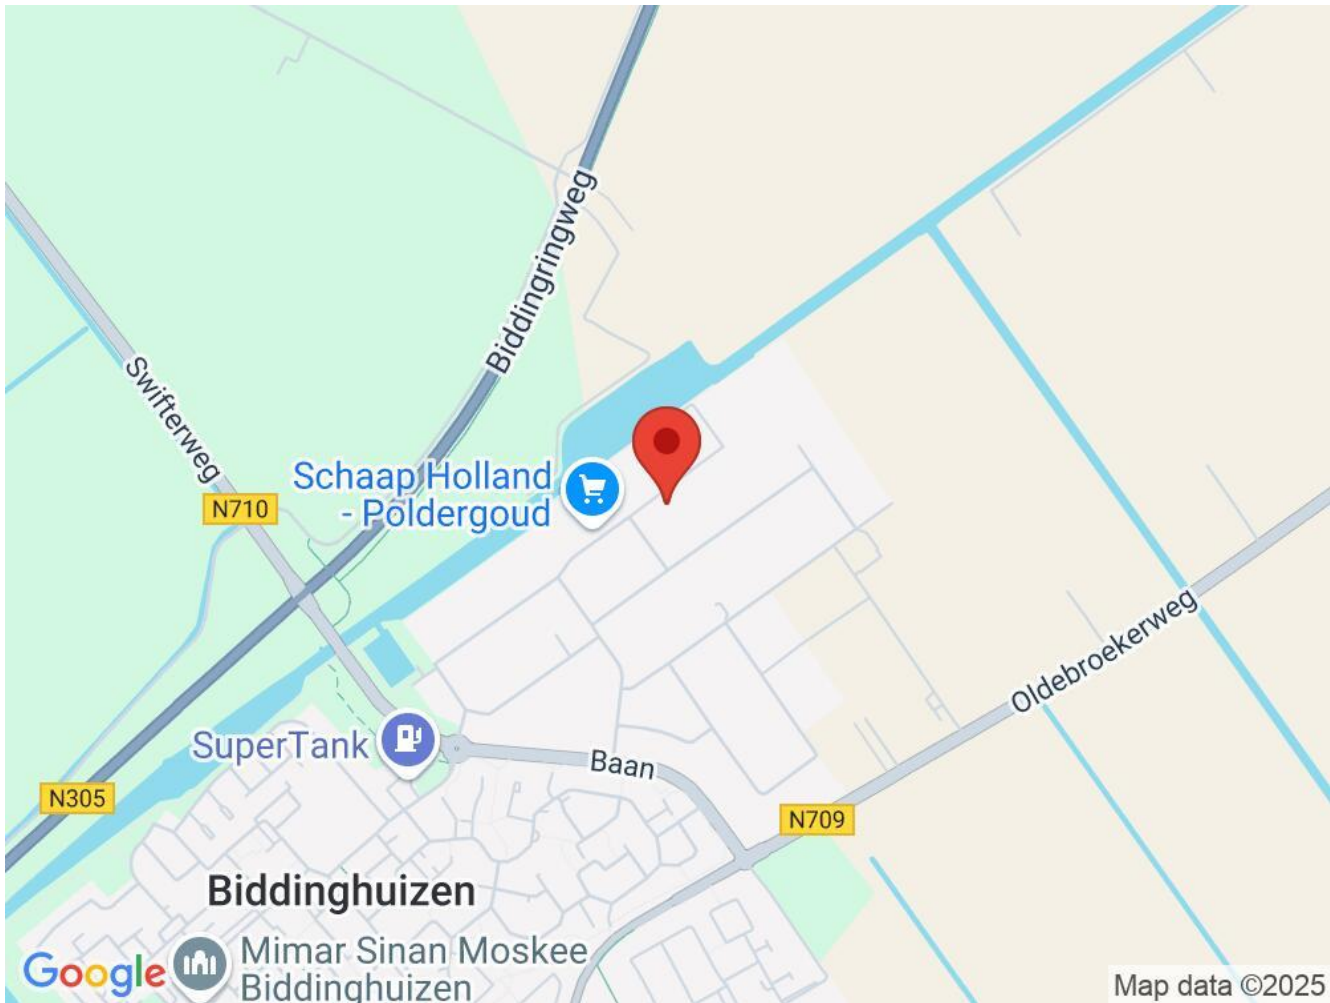 Biddingringweg
Swifterweg
Schaap Holland
- Poldergoud
N710
Oldebroekerweg
SuperTank
Baan
N305
N709
Biddinghuizen
Mimar Sinan Moskee
Biddinghuizen
Google
Map data ©2025